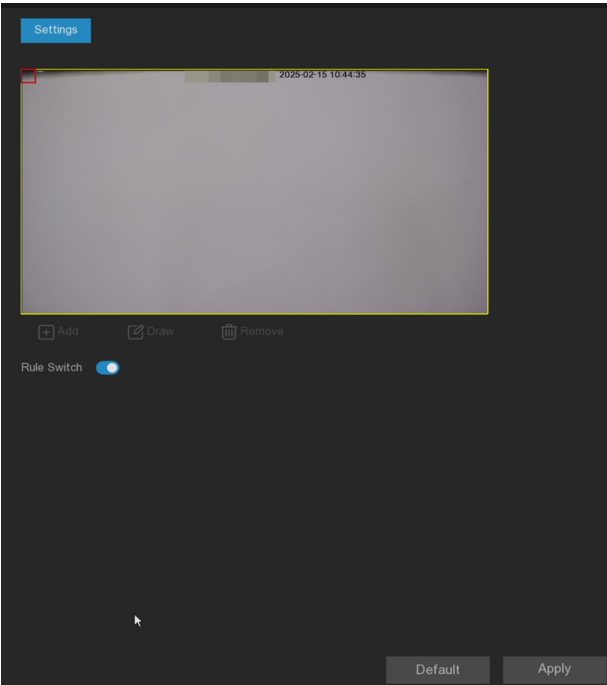 Settings
2025-02-15 10:44:35
Add Draw Remove
Rule Switch
Default Apply